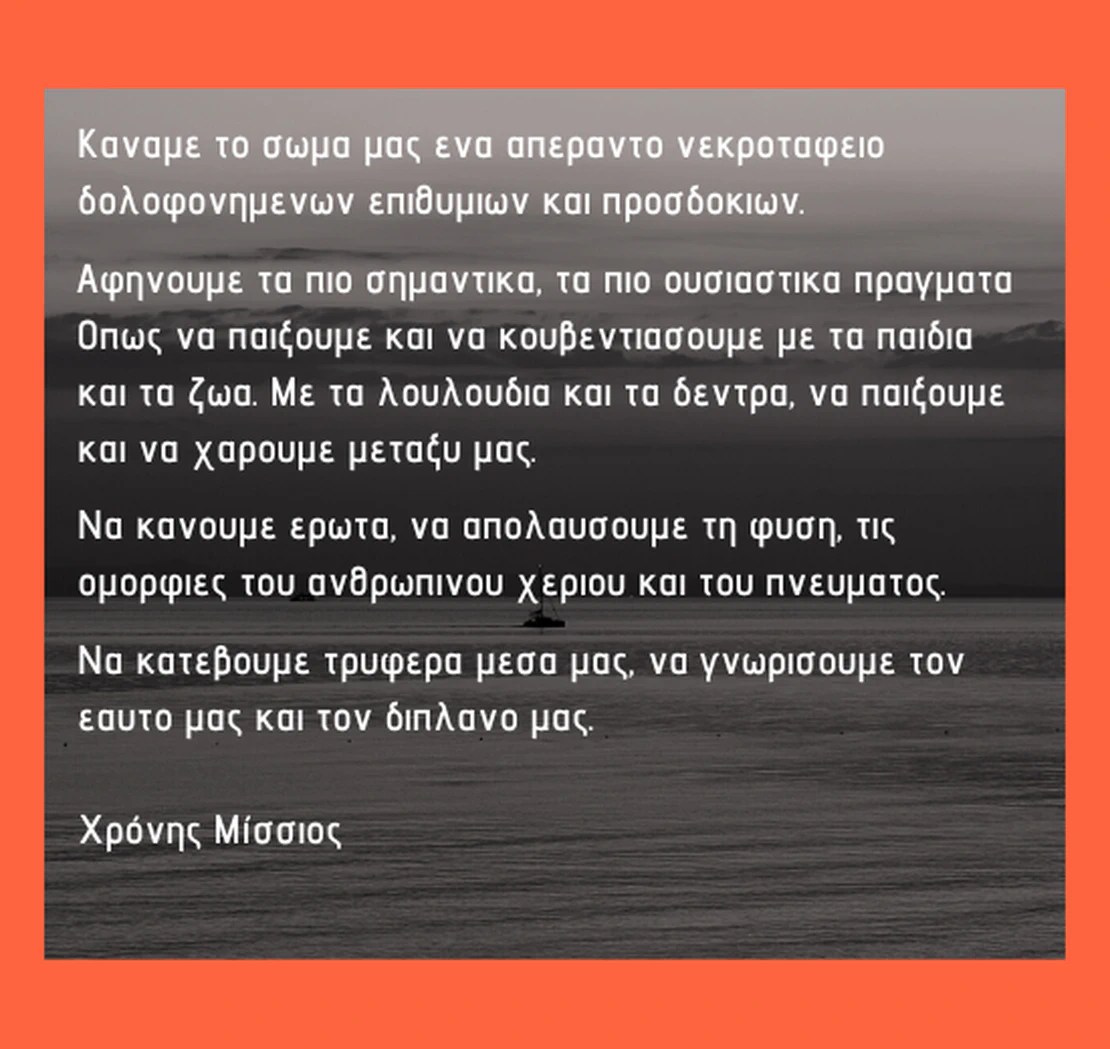 Καναμε το σωμα μας ενα απεραντο νεκροταφειο
δολοφονημενων επιθυμιων και προσδοκιων.
Αφηνουμε τα πιο σημαντικα, τα πιο ουσιαστικα πραγματα
Οπως να παιξουμε και να κουβεντιασουμε με τα παιδια
και τα ζωα. Με τα λουλουδια και τα δεντρα, να παιξουμε
και να χαρουμε μεταξυ μας.
Να κανουμε ερωτα, να απολαυσουμε τη φυση, τις
ομορφιες του ανθρωπινου χεριου και του πνευματος.
Να κατεβουμε τρυφερα μεσα μας, να γνωρισουμε τον
εαυτο μας και τον διπλανο μας.
Χρόνης Μίσσιος